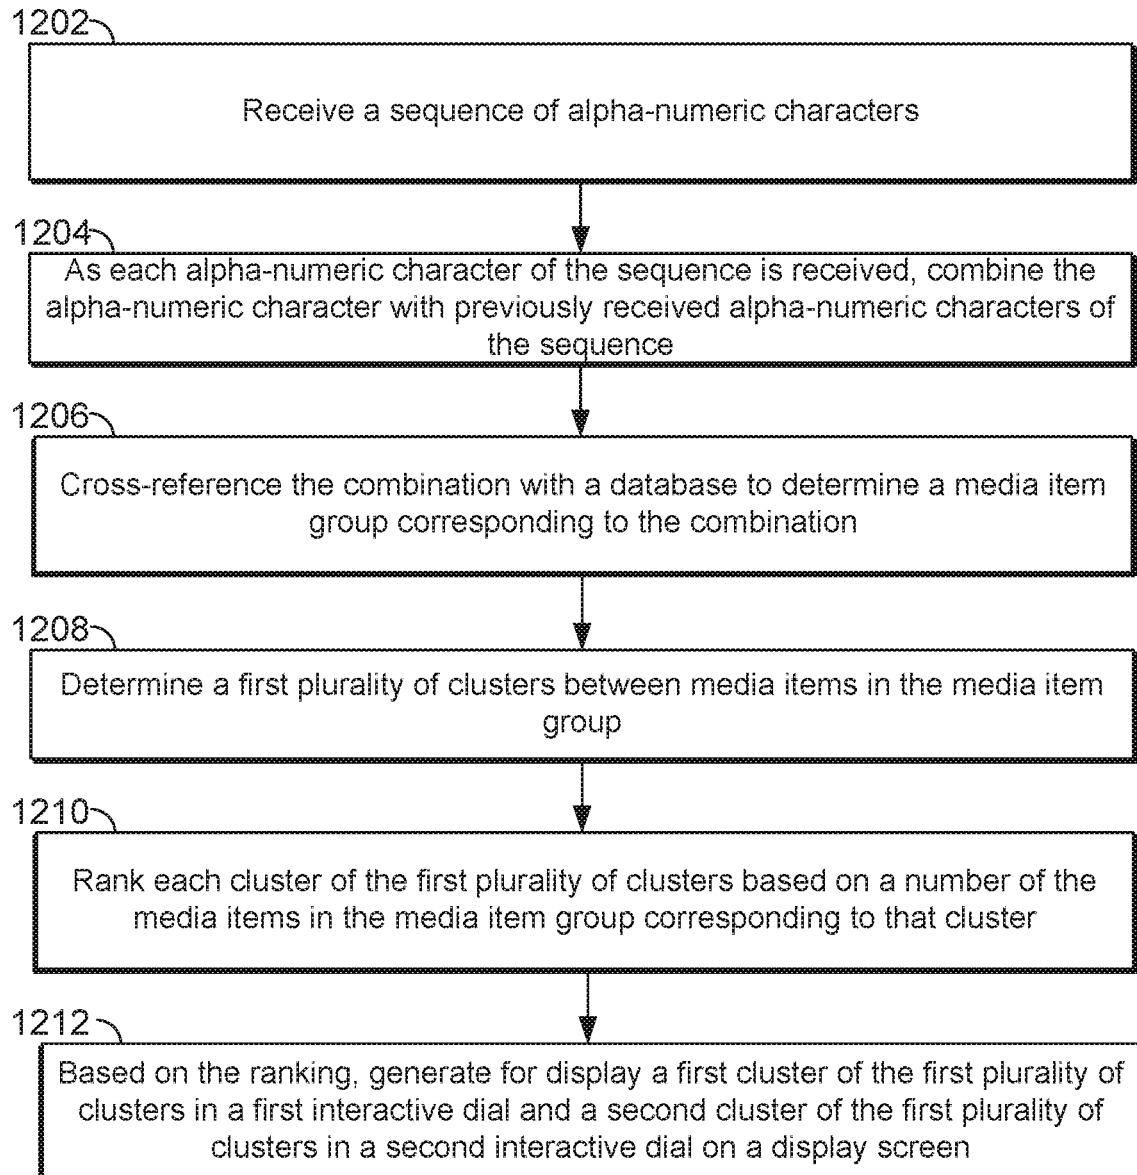 1202
Receive a sequence of alpha-numeric characters
1204
As each alpha-numeric character of the sequence is received, combine the
alpha-numeric character with previously received alpha-numeric characters of
the sequence
1206
Cross-reference the combination with a database to determine a media item
group corresponding to the combination
1208
Determine a first plurality of clusters between media items in the media item
group
1210
Rank each cluster of the first plurality of clusters based on a number of the
media items in the media item group corresponding to that cluster
1212
Based on the ranking, generate for display a first cluster of the first plurality of
clusters in a first interactive dial and a second cluster of the first plurality of
clusters in a second interactive dial on a display screen